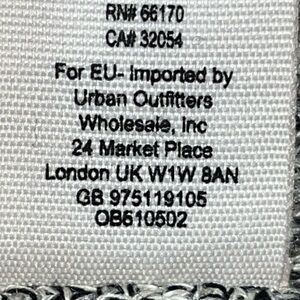 RN# 66170
CA# 32054
For EU- Imported by
Urban Outfitters
Wholesale, Inc
24 Market Place
London UK W1W 8AN
GB 975119105
OB610502